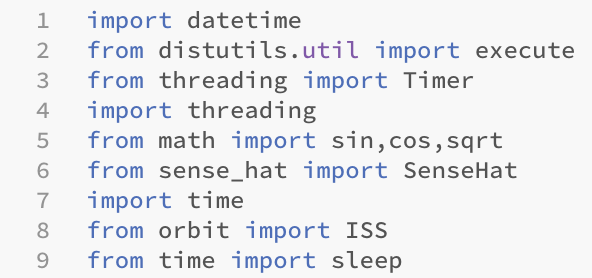 1 import datetime
2 from distutils.util import execute
3 from threading import Timer
4 import threading
5 from math import sin,cos,sqrt
6 from sense_hat import SenseHat
7 import time
8 from orbit import ISS
9 from time import sleep